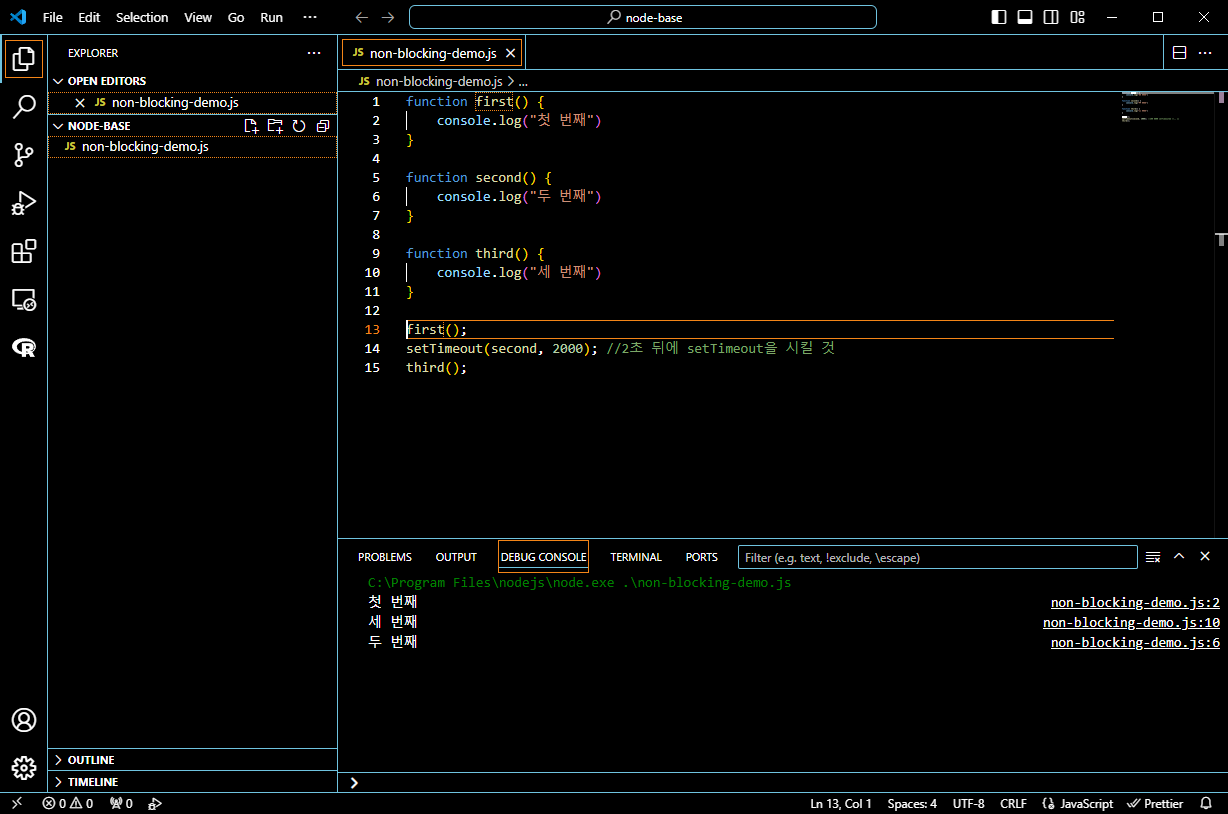 File Edit Selection View Go Run ··· node-base
EXPLORER ···
OPEN EDITORS
JS non-blocking-demo.js
NODE-BASE
JS non-blocking-demo.js
OUTLINE
TIMELINE
JS non-blocking-demo.js
JS non-blocking-demo.js > ...
1 function first() {
2 console.log("첫 번째")
3 }
4
5 function second() {
6 console.log("두 번째")
7 }
8
9 function third() {
10 console.log("세 번째")
11 }
12
13 first();
14 setTimeout(second, 2000); //2초 뒤에 setTimeout을 시킬 것
15 third();
PROBLEMS OUTPUT DEBUG CONSOLE TERMINAL PORTS Filter (e.g. text, !exclude, \escape)
C:\Program Files\nodejs\node.exe .\non-blocking-demo.js
첫 번째 non-blocking-demo.js:2
세 번째 non-blocking-demo.js:10
두 번째 non-blocking-demo.js:6
0 0 0 Ln 13, Col 1 Spaces: 4 UTF-8 CRLF JavaScript Prettier